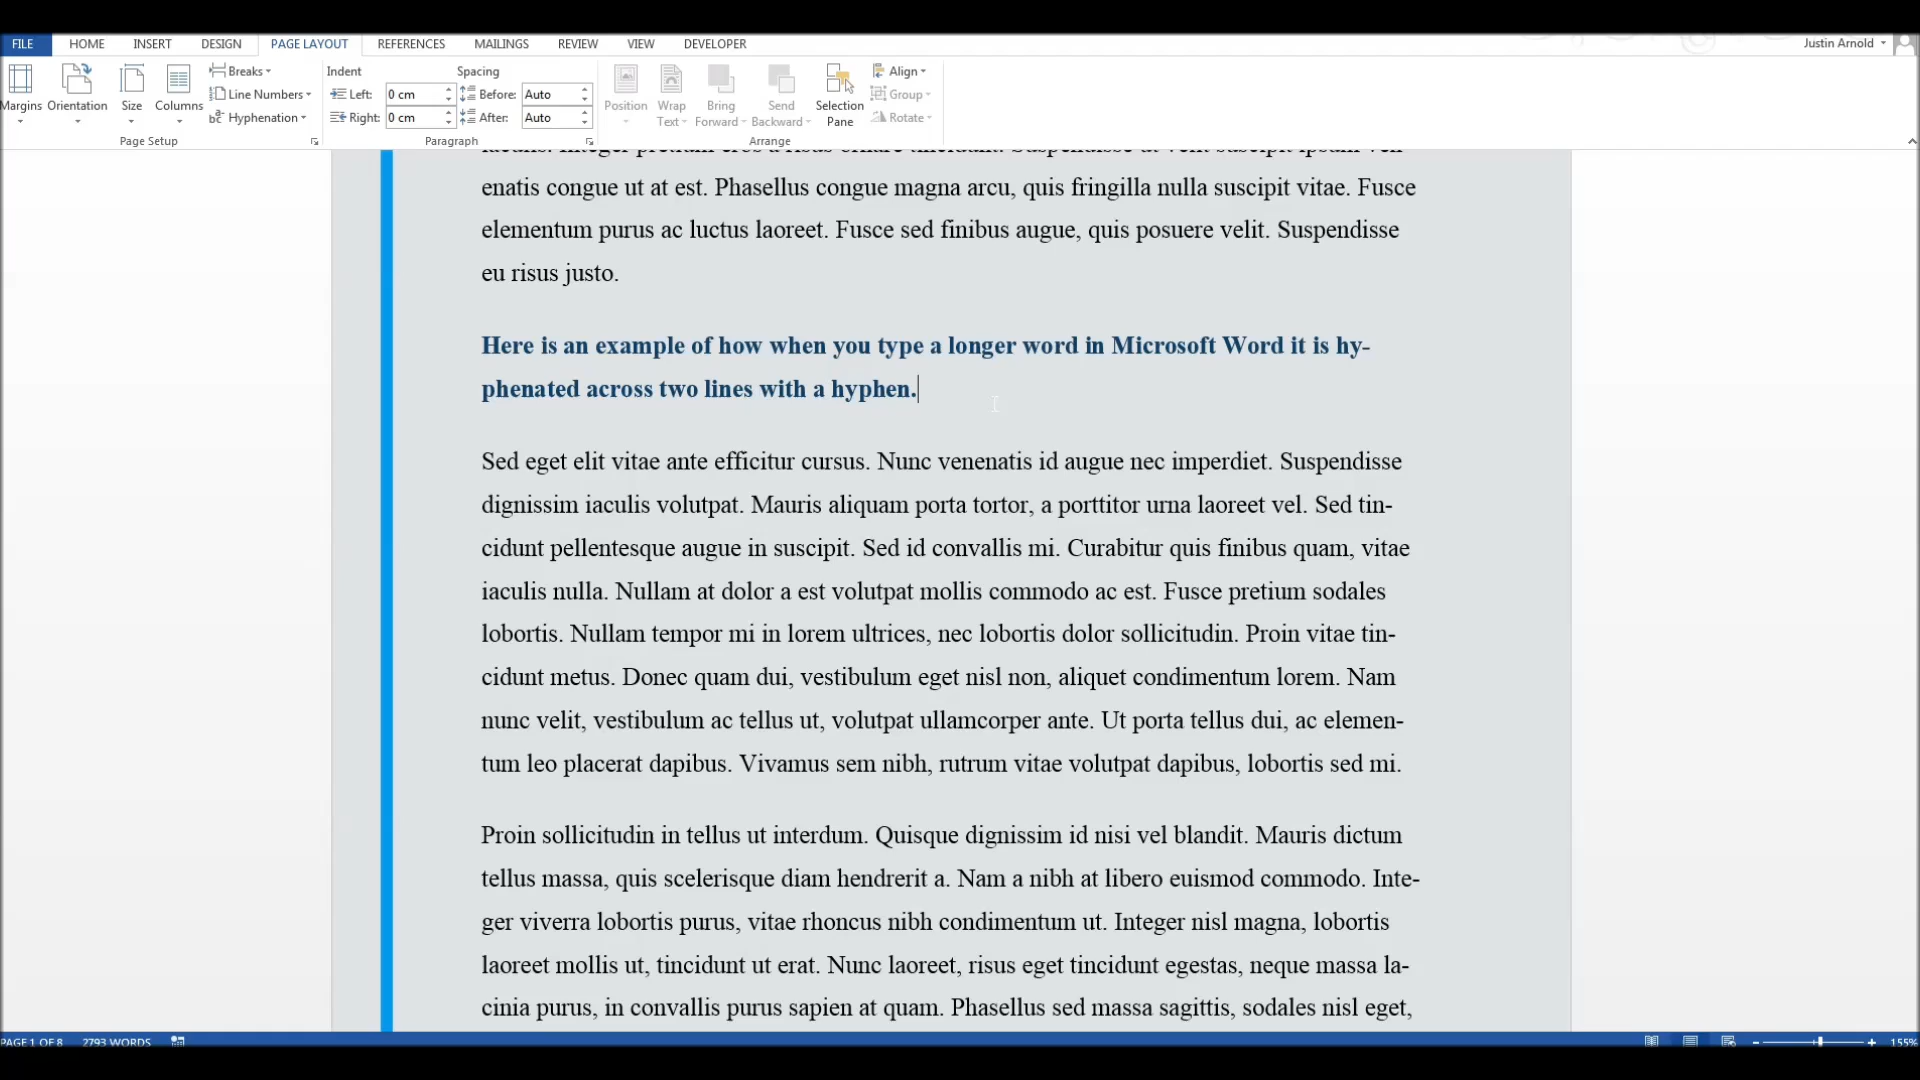 FILE HOME INSERT DESIGN PAGE LAYOUT REFERENCES MAILINGS REVIEW VIEW DEVELOPER Justin Arnold
Margins Orientation Size Columns
Breaks
Line Numbers
Hyphenation
Page Setup
Indent Spacing
Left: 0 cm Before: Auto
Right: 0 cm After: Auto
Paragraph
Position Wrap Text Bring Forward Send Backward Selection Pane
Align
Group
Rotate
Arrange
iaculis. Integer pretium eros a risus ornare tincidunt. Suspendisse ut velit suscipit ipsum ven-
enatis congue ut at est. Phasellus congue magna arcu, quis fringilla nulla suscipit vitae. Fusce
elementum purus ac luctus laoreet. Fusce sed finibus augue, quis posuere velit. Suspendisse
eu risus justo.
Here is an example of how when you type a longer word in Microsoft Word it is hy-
phenated across two lines with a hyphen.
Sed eget elit vitae ante efficitur cursus. Nunc venenatis id augue nec imperdiet. Suspendisse
dignissim iaculis volutpat. Mauris aliquam porta tortor, a porttitor urna laoreet vel. Sed tin-
cidunt pellentesque augue in suscipit. Sed id convallis mi. Curabitur quis finibus quam, vitae
iaculis nulla. Nullam at dolor a est volutpat mollis commodo ac est. Fusce pretium sodales
lobortis. Nullam tempor mi in lorem ultrices, nec lobortis dolor sollicitudin. Proin vitae tin-
cidunt metus. Donec quam dui, vestibulum eget nisl non, aliquet condimentum lorem. Nam
nunc velit, vestibulum ac tellus ut, volutpat ullamcorper ante. Ut porta tellus dui, ac elemen-
tum leo placerat dapibus. Vivamus sem nibh, rutrum vitae volutpat dapibus, lobortis sed mi.
Proin sollicitudin in tellus ut interdum. Quisque dignissim id nisi vel blandit. Mauris dictum
tellus massa, quis scelerisque diam hendrerit a. Nam a nibh at libero euismod commodo. Inte-
ger viverra lobortis purus, vitae rhoncus nibh condimentum ut. Integer nisl magna, lobortis
laoreet mollis ut, tincidunt ut erat. Nunc laoreet, risus eget tincidunt egestas, neque massa la-
cinia purus, in convallis purus sapien at quam. Phasellus sed massa sagittis, sodales nisl eget,
PAGE 1 OF 8 2793 WORDS 155%